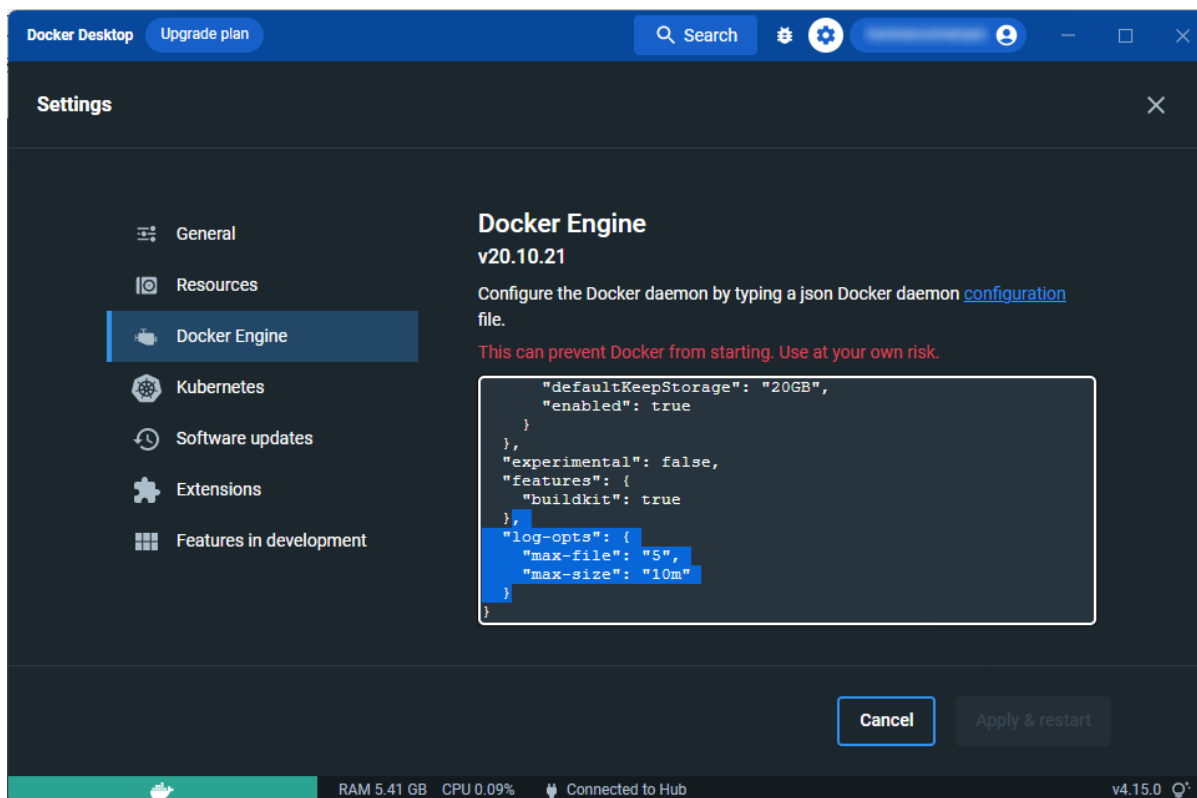 Docker Desktop Upgrade plan Search
Settings
General
Resources
Docker Engine
Kubernetes
Software updates
Extensions
Features in development
Docker Engine
v20.10.21
Configure the Docker daemon by typing a json Docker daemon configuration
file.
This can prevent Docker from starting. Use at your own risk.
"defaultKeepStorage": "20GB",
"enabled": true
}
},
"experimental": false,
"features": {
"buildkit": true
},
"log-opts": {
"max-file": "5",
"max-size": "10m"
}
}
Cancel Apply & restart
RAM 5.41 GB CPU 0.09% Connected to Hub v4.15.0